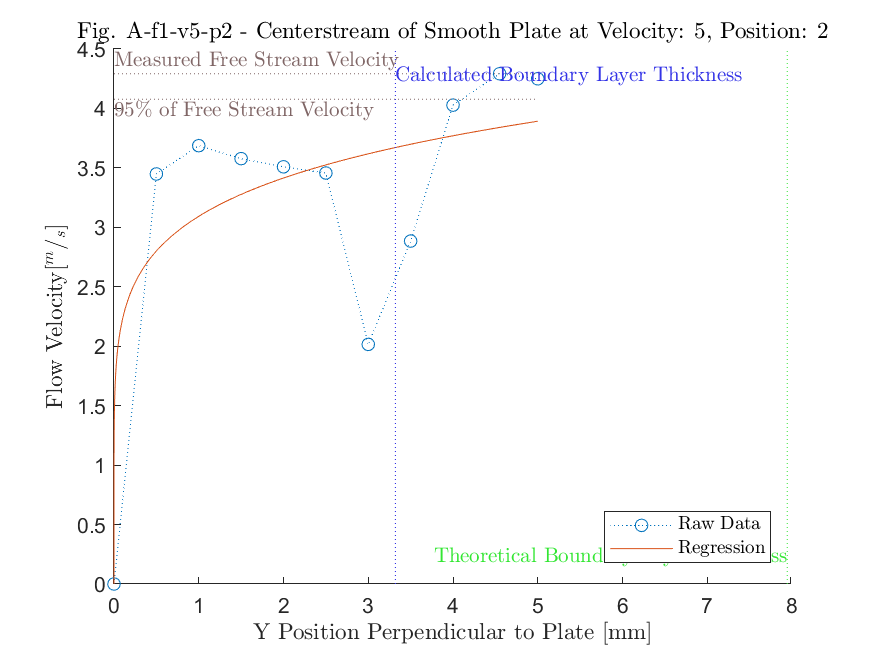 Fig. A-f1-v5-p2 - Centerstream of Smooth Plate at Velocity: 5, Position: 2
4.5
Measured Free Stream Velocity
Calculated Boundary Layer Thickness
4
95% of Free Stream Velocity
3.5
3
2.5
2
1.5
1
0.5
0
Flow Velocity[m/s]
Raw Data
Regression
Theoretical Bound
0 1 2 3 4 5 6 7 8
Y Position Perpendicular to Plate [mm]